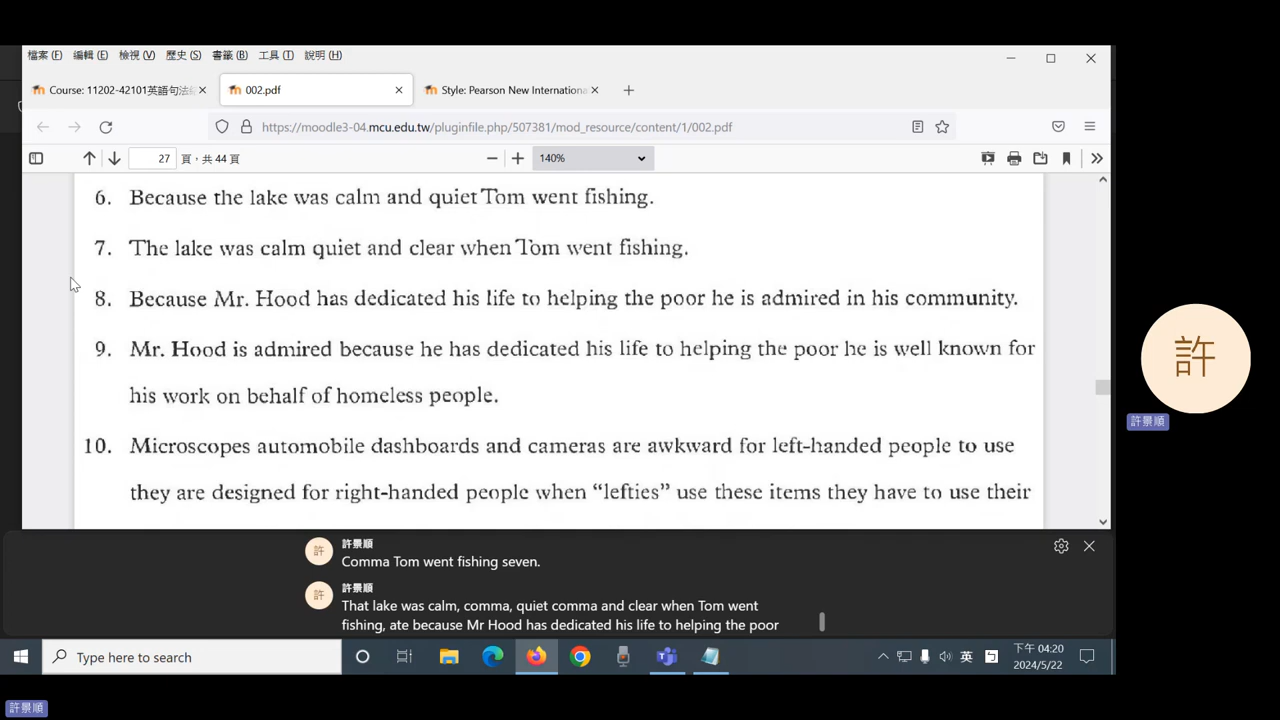 檔案 (F) 編輯 (E) 檢視 (V) 歷史 (S) 書籤 (B) 工具 (T) 說明 (H)
Course: 11202-42101英語句法
002.pdf
Style: Pearson New Internationa
https://moodle3-04.mcu.edu.tw/pluginfile.php/507381/mod_resource/content/1/002.pdf
27 頁，共 44 頁
140%
6. Because the lake was calm and quiet Tom went fishing.
7. The lake was calm quiet and clear when Tom went fishing.
8. Because Mr. Hood has dedicated his life to helping the poor he is admired in his community.
9. Mr. Hood is admired because he has dedicated his life to helping the poor he is well known for
his work on behalf of homeless people.
10. Microscopes automobile dashboards and cameras are awkward for left-handed people to use
they are designed for right-handed people when “lefties” use these items they have to use their
許
許景順
許 許景順
Comma Tom went fishing seven.
許 許景順
That lake was calm, comma, quiet comma and clear when Tom went
fishing, ate because Mr Hood has dedicated his life to helping the poor
Type here to search
英
下午 04:20
2024/5/22
許景順